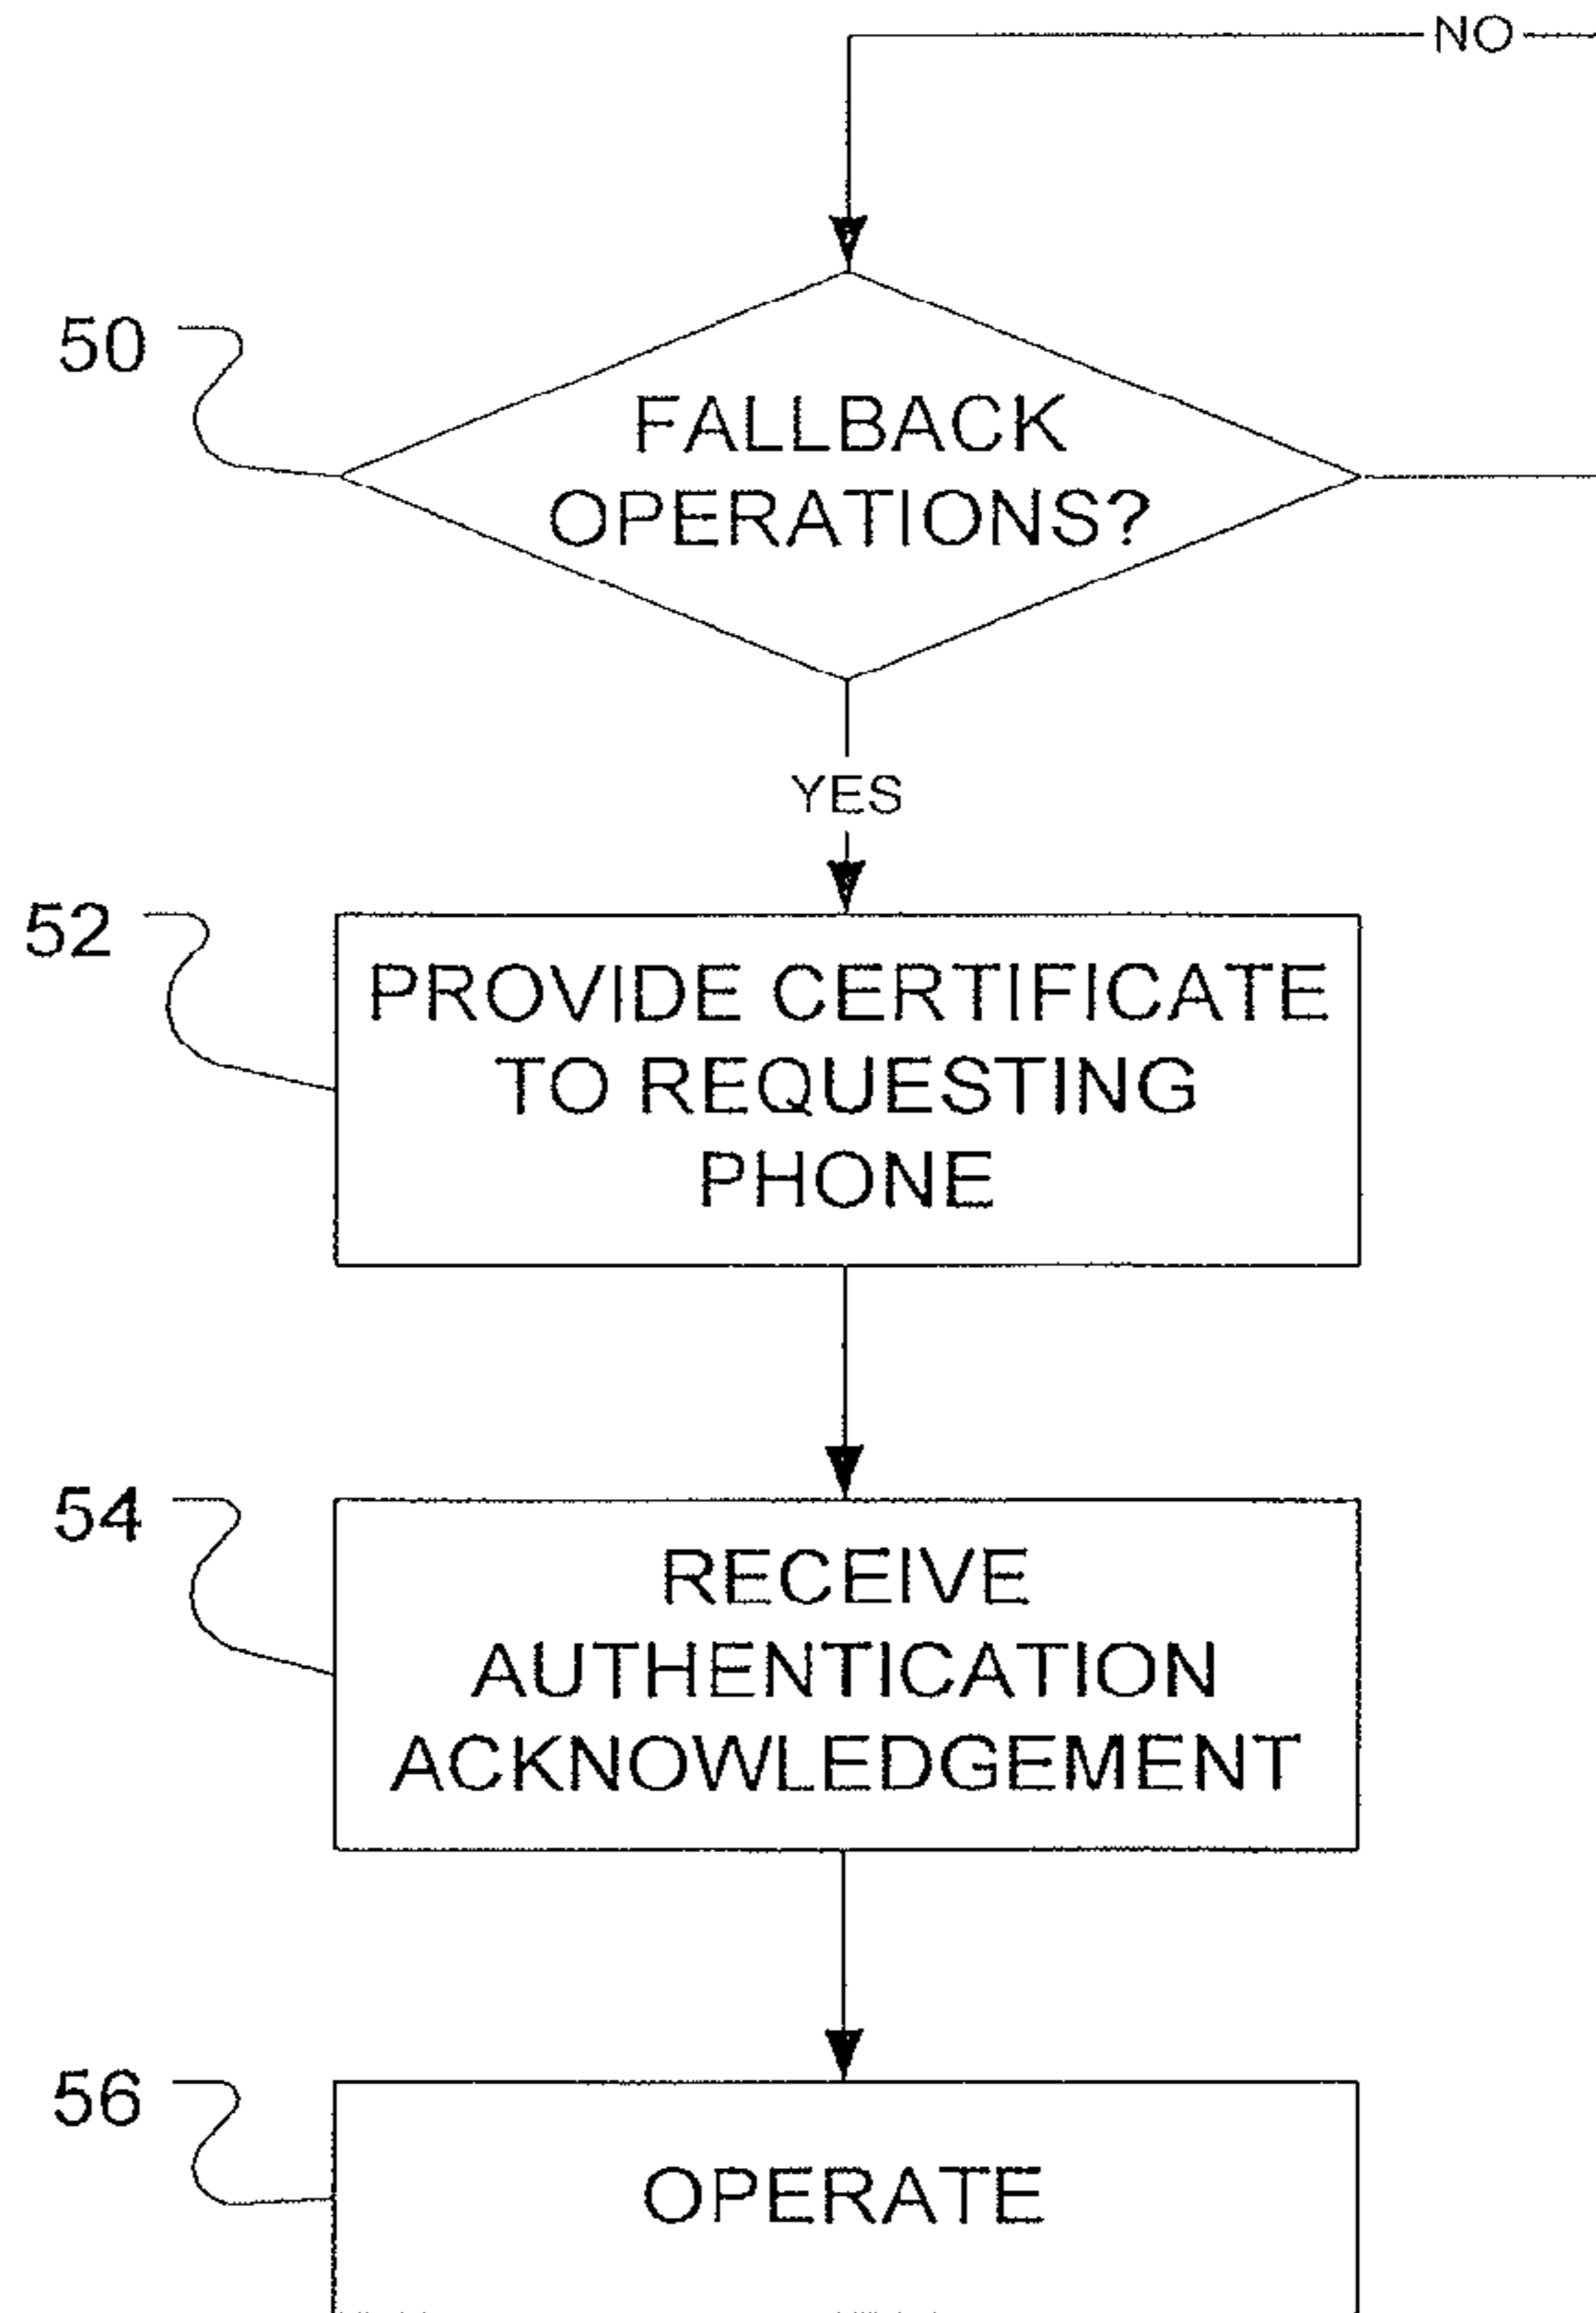 NO
50
FALLBACK
OPERATIONS?
YES
52
PROVIDE CERTIFICATE
TO REQUESTING
PHONE
54
RECEIVE
AUTHENTICATION
ACKNOWLEDGEMENT
56
OPERATE